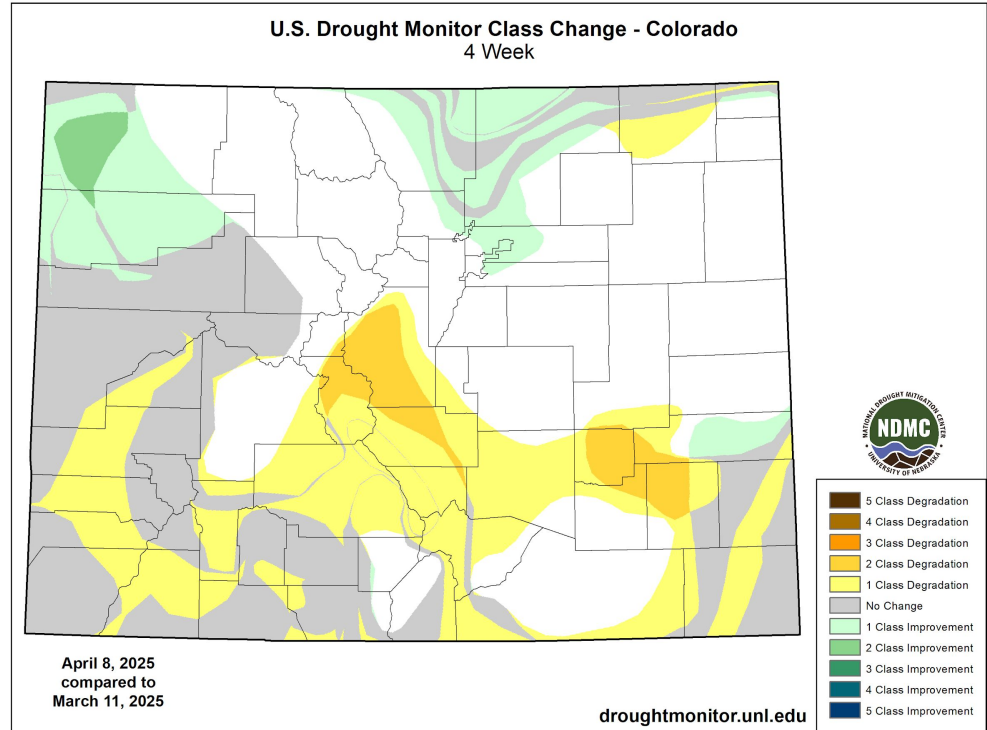 U.S. Drought Monitor Class Change - Colorado
4 Week
NATIONAL DROUGHT MITIGATION CENTER
NDMC
UNIVERSITY OF NEBRASKA
5 Class Degradation
4 Class Degradation
3 Class Degradation
2 Class Degradation
1 Class Degradation
No Change
1 Class Improvement
2 Class Improvement
3 Class Improvement
4 Class Improvement
5 Class Improvement
April 8, 2025
compared to
March 11, 2025
droughtmonitor.unl.edu